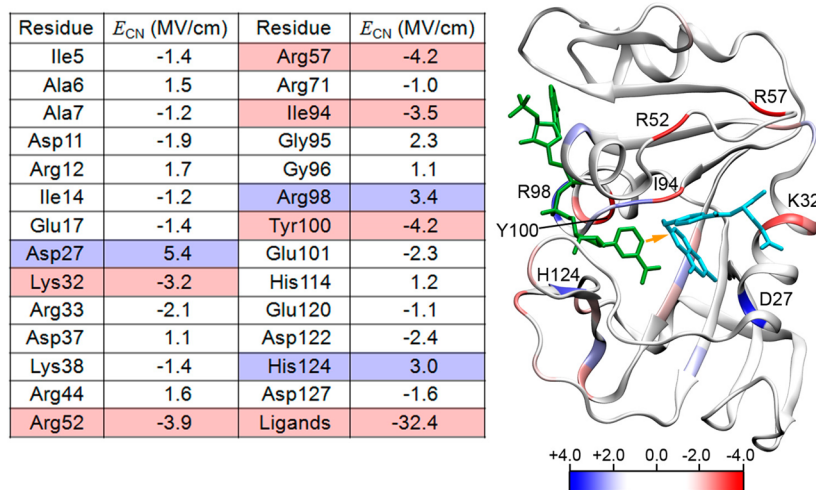 Residue E_CN (MV/cm) Residue E_CN (MV/cm)
Ile5 -1.4 Arg57 -4.2
Ala6 1.5 Arg71 -1.0
Ala7 -1.2 Ile94 -3.5
Asp11 -1.9 Gly95 2.3
Arg12 1.7 Gy96 1.1
Ile14 -1.2 Arg98 3.4
Glu17 -1.4 Tyr100 -4.2
Asp27 5.4 Glu101 -2.3
Lys32 -3.2 His114 1.2
Arg33 -2.1 Glu120 -1.1
Asp37 1.1 Asp122 -2.4
Lys38 -1.4 His124 3.0
Arg44 1.6 Asp127 -1.6
Arg52 -3.9 Ligands -32.4
R57
R52
I94
R98
K32
Y100
H124
D27
+4.0 +2.0 0.0 -2.0 -4.0